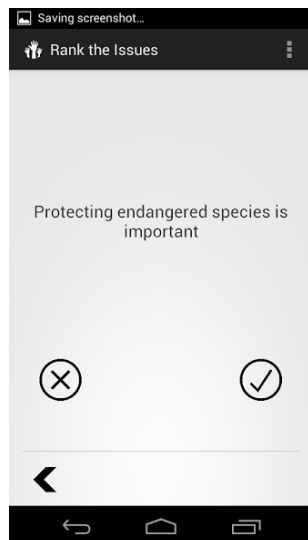 Saving screenshot...
Rank the Issues
Protecting endangered species is
important